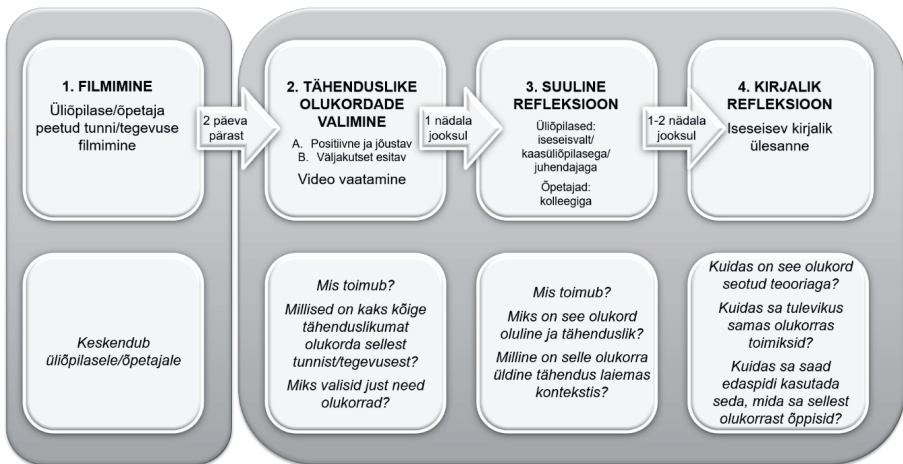 1. FILMIMINE
Üliõpilase/õpetaja
peetud tunni/tegevuse
filmimine
2 päeva
pärast
2. TÄHENDUSLIKE
OLUKORDADE
VALIMINE
A. Positiivne ja jõustav
B. Väljakutset esitav
Video vaatamine
1 nädala
jooksul
3. SUULINE
REFLEKSIOON
Üliõpilased:
iseseisvalt/
kaasüliõpilasega/
juhendajaga
Õpetajad:
kolleegiga
1-2 nädala
jooksul
4. KIRJALIK
REFLEKSIOON
Iseseisev kirjalik
ülesanne
Keskendub
üliõpilasele/õpetajale
Mis toimub?
Millised on kaks kõige
tähenduslikumat
olukorda sellest
tunnist/tegevusest?
Miks valisid just need
olukorrad?
Mis toimub?
Miks on see olukord
oluline ja tähenduslik?
Milline on selle olukorra
üldine tähendus laiemas
kontekstis?
Kuidas on see olukord
seotud teooriaga?
Kuidas sa tulevikus
samas olukorras
toimiksid?
Kuidas sa saad
edaspidi kasutada
seda, mida sa sellest
olukorrast õppisid?